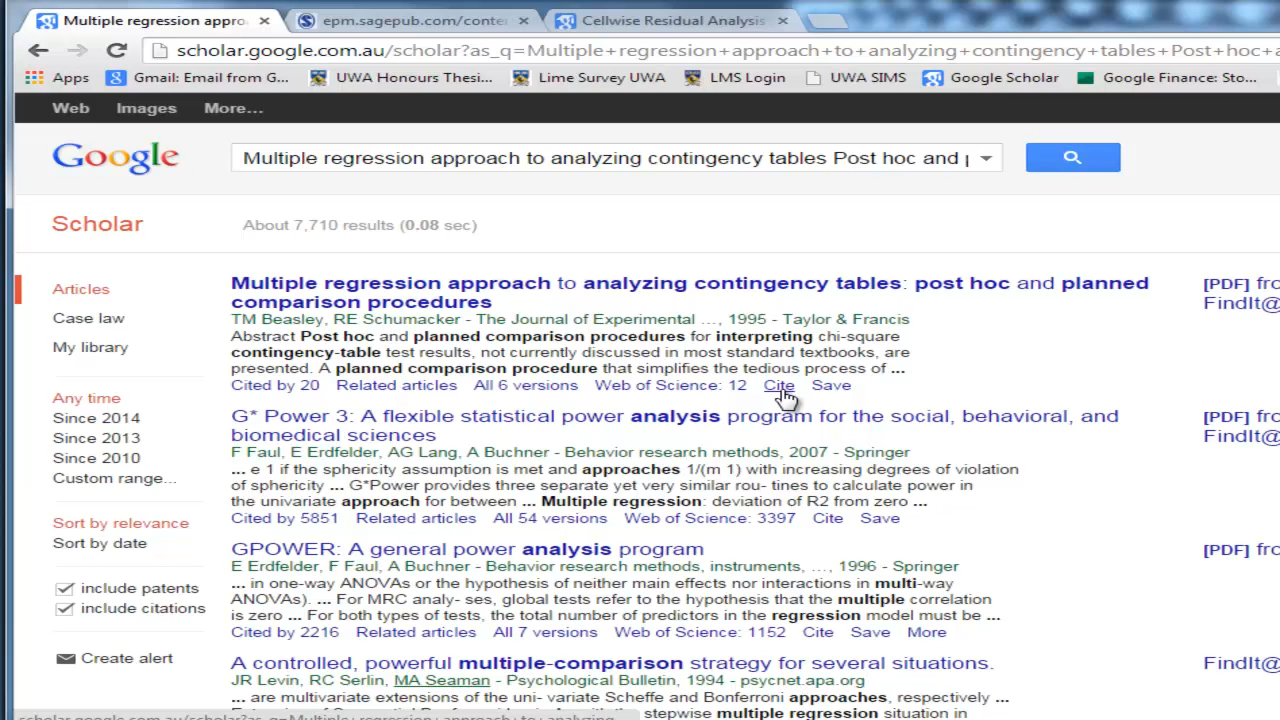 Multiple regression appro
epm.sagepub.com/conte
Cellwise Residual Analysis
scholar.google.com.au/scholar?as_q=Multiple+regression+approach+to+analyzing+contingency+tables+Post+hoc+a
Apps
Gmail: Email from G...
UWA Honours Thesi...
Lime Survey UWA
LMS Login
UWA SIMS
Google Scholar
Google Finance: Sto...
Web
Images
More...
Google
Multiple regression approach to analyzing contingency tables Post hoc and p
Scholar
About 7,710 results (0.08 sec)
Articles
Case law
My library
Any time
Since 2014
Since 2013
Since 2010
Custom range...
Sort by relevance
Sort by date
include patents
include citations
Create alert
Multiple regression approach to analyzing contingency tables: post hoc and planned
comparison procedures
TM Beasley, RE Schumacker - The Journal of Experimental ..., 1995 - Taylor & Francis
Abstract Post hoc and planned comparison procedures for interpreting chi-square
contingency-table test results, not currently discussed in most standard textbooks, are
presented. A planned comparison procedure that simplifies the tedious process of ...
Cited by 20 Related articles All 6 versions Web of Science: 12 Cite Save
[PDF] fro
FindIt@
G* Power 3: A flexible statistical power analysis program for the social, behavioral, and
biomedical sciences
F Faul, E Erdfelder, AG Lang, A Buchner - Behavior research methods, 2007 - Springer
... e 1 if the sphericity assumption is met and approaches 1/(m 1) with increasing degrees of violation
of sphericity ... G*Power provides three separate yet very similar rou- tines to calculate power in
the univariate approach for between ... Multiple regression: deviation of R2 from zero ...
Cited by 5851 Related articles All 54 versions Web of Science: 3397 Cite Save
[PDF] fro
FindIt@
GPOWER: A general power analysis program
E Erdfelder, F Faul, A Buchner - Behavior research methods, instruments, ..., 1996 - Springer
... in one-way ANOVAs or the hypothesis of neither main effects nor interactions in multi-way
ANOVAs). ... For MRC analy- ses, global tests refer to the hypothesis that the multiple correlation
is zero ... For both types of tests, the total number of predictors in the regression model must be ...
Cited by 2216 Related articles All 7 versions Web of Science: 1152 Cite Save More
[PDF] fro
A controlled, powerful multiple-comparison strategy for several situations.
JR Levin, RC Serlin, MA Seaman - Psychological Bulletin, 1994 - psycnet.apa.org
... are multivariate extensions of the uni- variate Scheffe and Bonferroni approaches, respectively
stepwise multiple regression situation in
FindIt@
scholar.google.com.au/scholar?as_q=Multiple+regression+approach+to+analyzing